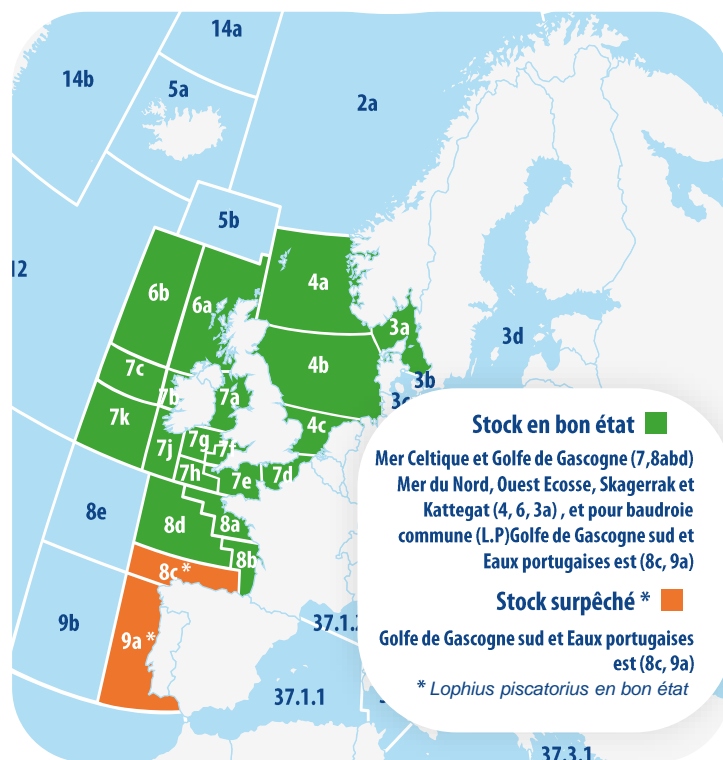 14a
14b
5a
2a
5b
12
4a
6b
6a
3a
3d
4b
7c
3b
7b
7a
3c
7k
4c
7g
7f
7j
7h
7e
7d
8e
8d
8a
8b
8c *
9b
9a *
37.1.1
37.3.1
Stock en bon état
Mer Celtique et Golfe de Gascogne (7,8abd)
Mer du Nord, Ouest Ecosse, Skagerrak et
Kattegat (4, 6, 3a) , et pour baudroie
commune (L.P)Golfe de Gascogne sud et
Eaux portugaises est (8c, 9a)
Stock surpêché *
Golfe de Gascogne sud et Eaux portugaises
est (8c, 9a)
* Lophius piscatorius en bon état